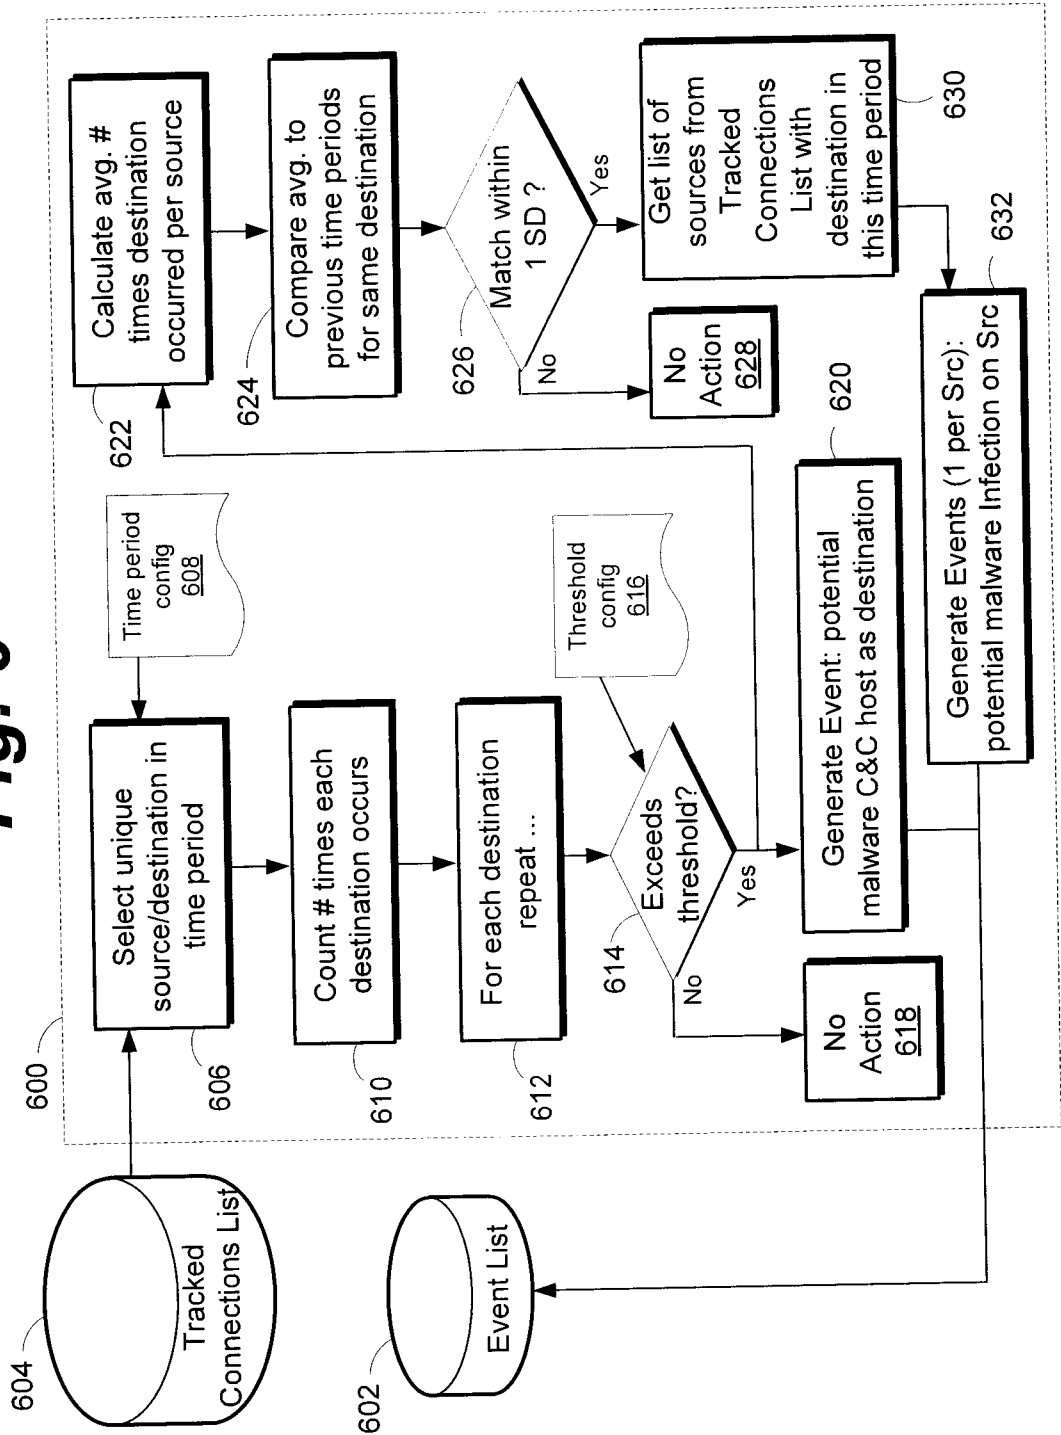 Fig.
604
Tracked
Connections List
602
Event List
600
606
Select unique
source/destination in
time period
Time period
config
608
610
Count # times each
destination occurs
612
For each destination
repeat ...
614
Exceeds
threshold?
Threshold
config
616
No
Yes
No
Action
618
620
Generate Event: potential
malware C&C host as destination
622
Calculate avg. #
times destination
occurred per source
624
Compare avg. to
previous time periods
for same destination
626
Match within
1 SD ?
No
Yes
No
Action
628
Get list of
sources from
Tracked
Connections
List with
destination in
this time period
630
632
Generate Events (1 per Src):
potential malware Infection on Src